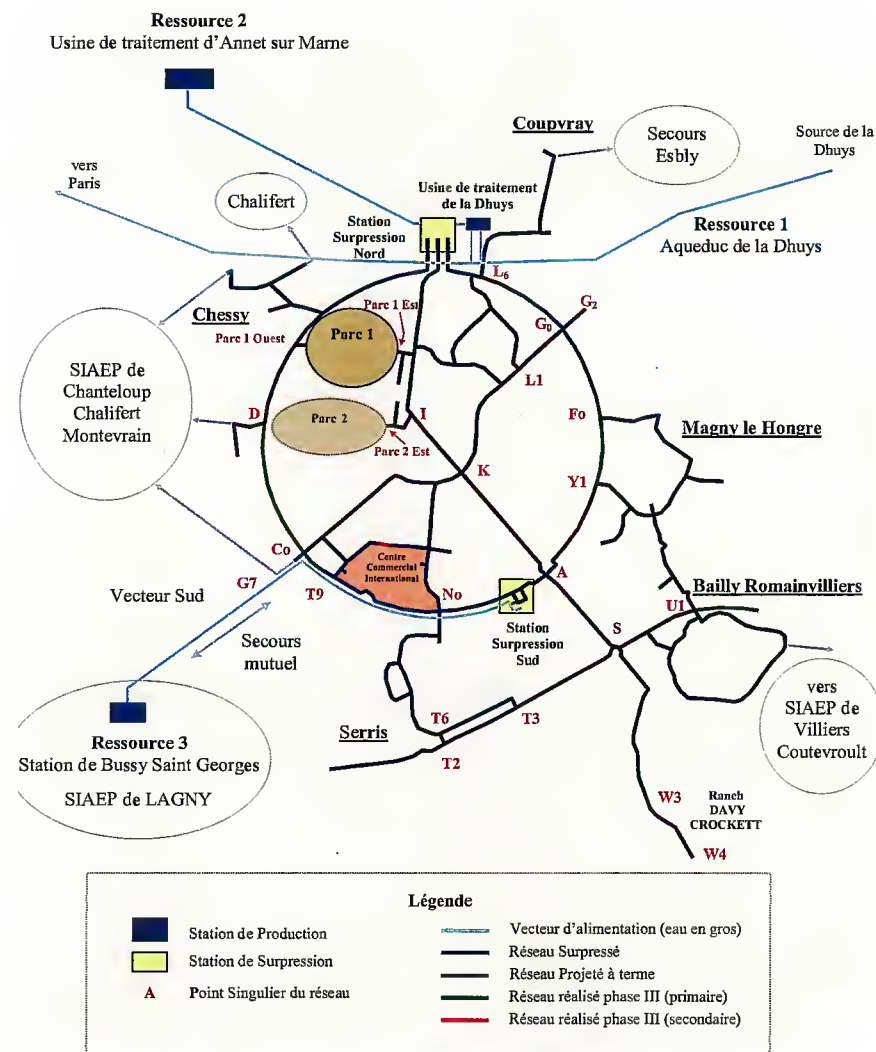 Ressource 2
Usine de traitement d'Annet sur Marne
Coupvray
Secours
Esbly
Source de la
Dhuys
vers
Paris
Chalifert
Usine de traitement
de la Dhuys
Station
Surpression
Nord
Ressource 1
Aqueduc de la Dhuys
L6
Chessy
Parc 1 Est
G2
G0
Parc 1 Ouest
Parc 1
SIAEP de
Chanteloup
Chalifert
Montevrain
L1
D
Parc 2
I
Fo
Magny le Hongre
Parc 2 Est
K
Y1
Co
Centre
Commercial
International
G7
T9
No
A
Vecteur Sud
Bailly Romainvilliers
U1
Station
Surpression
Sud
S
Secours
mutuel
vers
SIAEP de
Villiers
Coutevroult
T6
T3
Serris
T2
Ressource 3
Station de Bussy Saint Georges
SIAEP de LAGNY
W3
Ranch
DAVY
CROCKETT
W4
Légende
Station de Production
Station de Surpression
A
Point Singulier du réseau
Vecteur d'alimentation (eau en gros)
Réseau Surpressé
Réseau Projeté à terme
Réseau réalisé phase III (primaire)
Réseau réalisé phase III (secondaire)